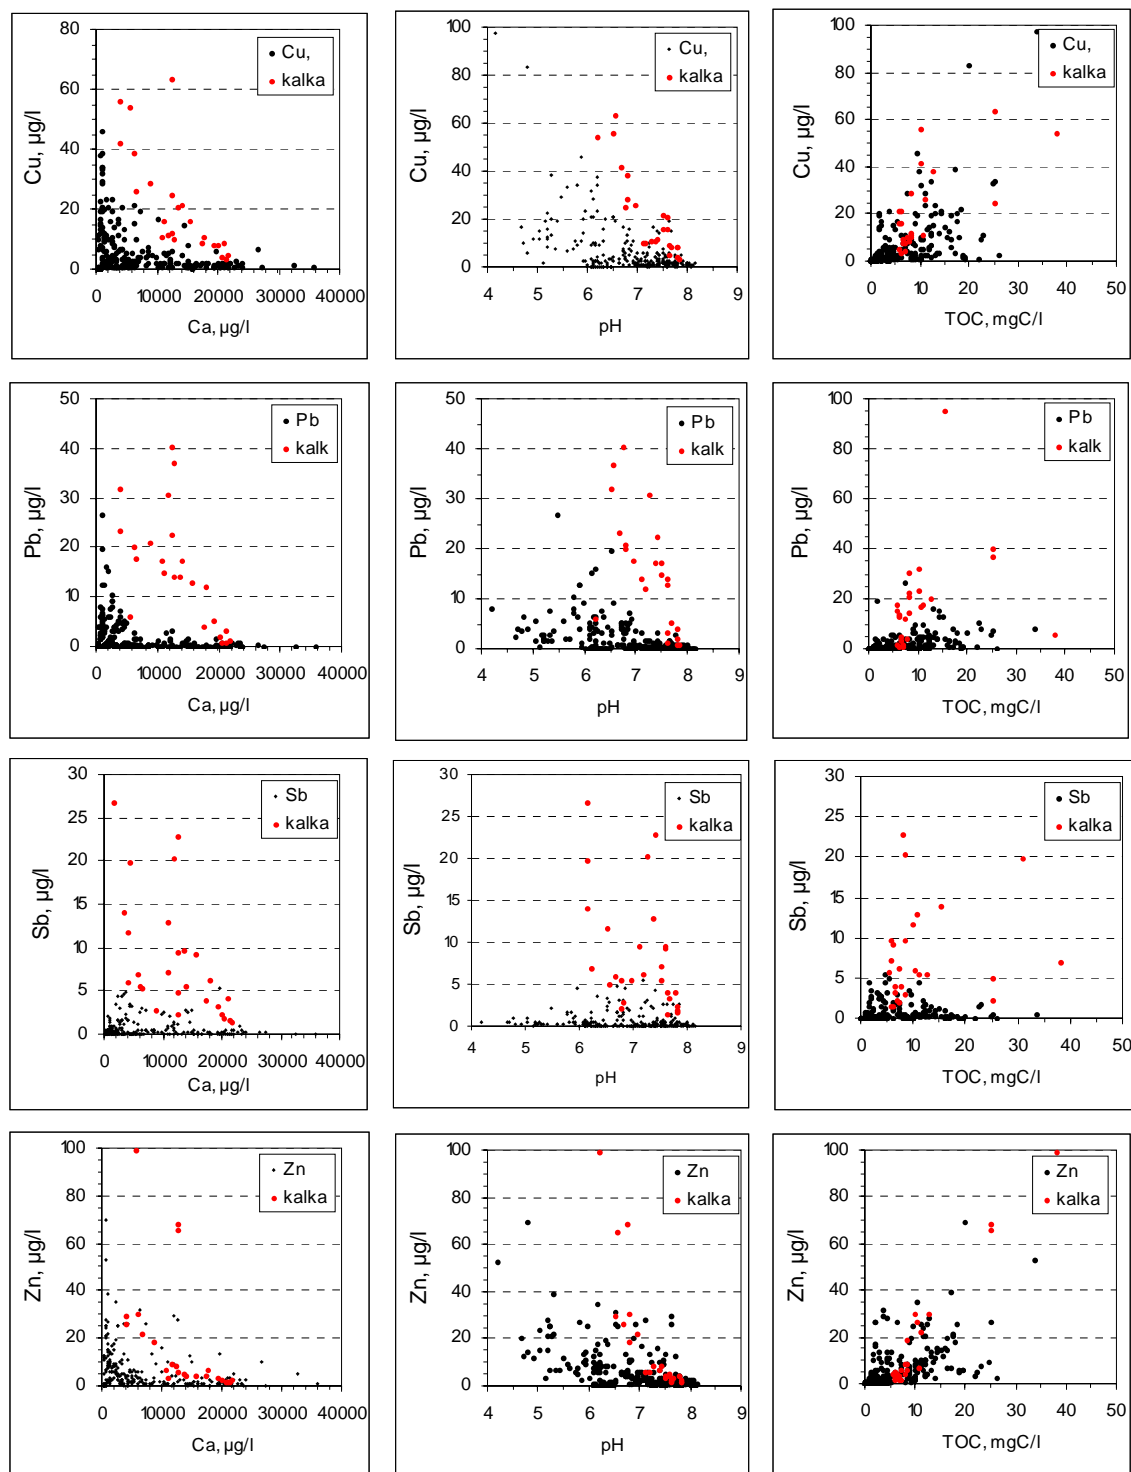 80
60
40
20
0
Cu, µg/l
0 10000 20000 30000 40000
Ca, µg/l
Cu,
kalka
100
80
60
40
20
0
Cu, µg/l
4 5 6 7 8 9
pH
Cu,
kalka
100
80
60
40
20
0
Cu, µg/l
0 10 20 30 40 50
TOC, mgC/l
Cu,
kalka
50
40
30
20
10
0
Pb, µg/l
0 10000 20000 30000 40000
Ca, µg/l
Pb
kalk
50
40
30
20
10
0
Pb, µg/l
4 5 6 7 8 9
pH
Pb
kalk
100
80
60
40
20
0
Pb, µg/l
0 10 20 30 40 50
TOC, mgC/l
Pb
kalk
30
25
20
15
10
5
0
Sb, µg/l
0 10000 20000 30000 40000
Ca, µg/l
Sb
kalka
30
25
20
15
10
5
0
Sb, µg/l
4 5 6 7 8 9
pH
Sb
kalka
30
25
20
15
10
5
0
Sb, µg/l
0 10 20 30 40 50
TOC, mgC/l
Sb
kalka
100
80
60
40
20
0
Zn, µg/l
0 10000 20000 30000 40000
Ca, µg/l
Zn
kalka
100
80
60
40
20
0
Zn, µg/l
4 5 6 7 8 9
pH
Zn
kalka
100
80
60
40
20
0
Zn, µg/l
0 10 20 30 40 50
TOC, mgC/l
Zn
kalka